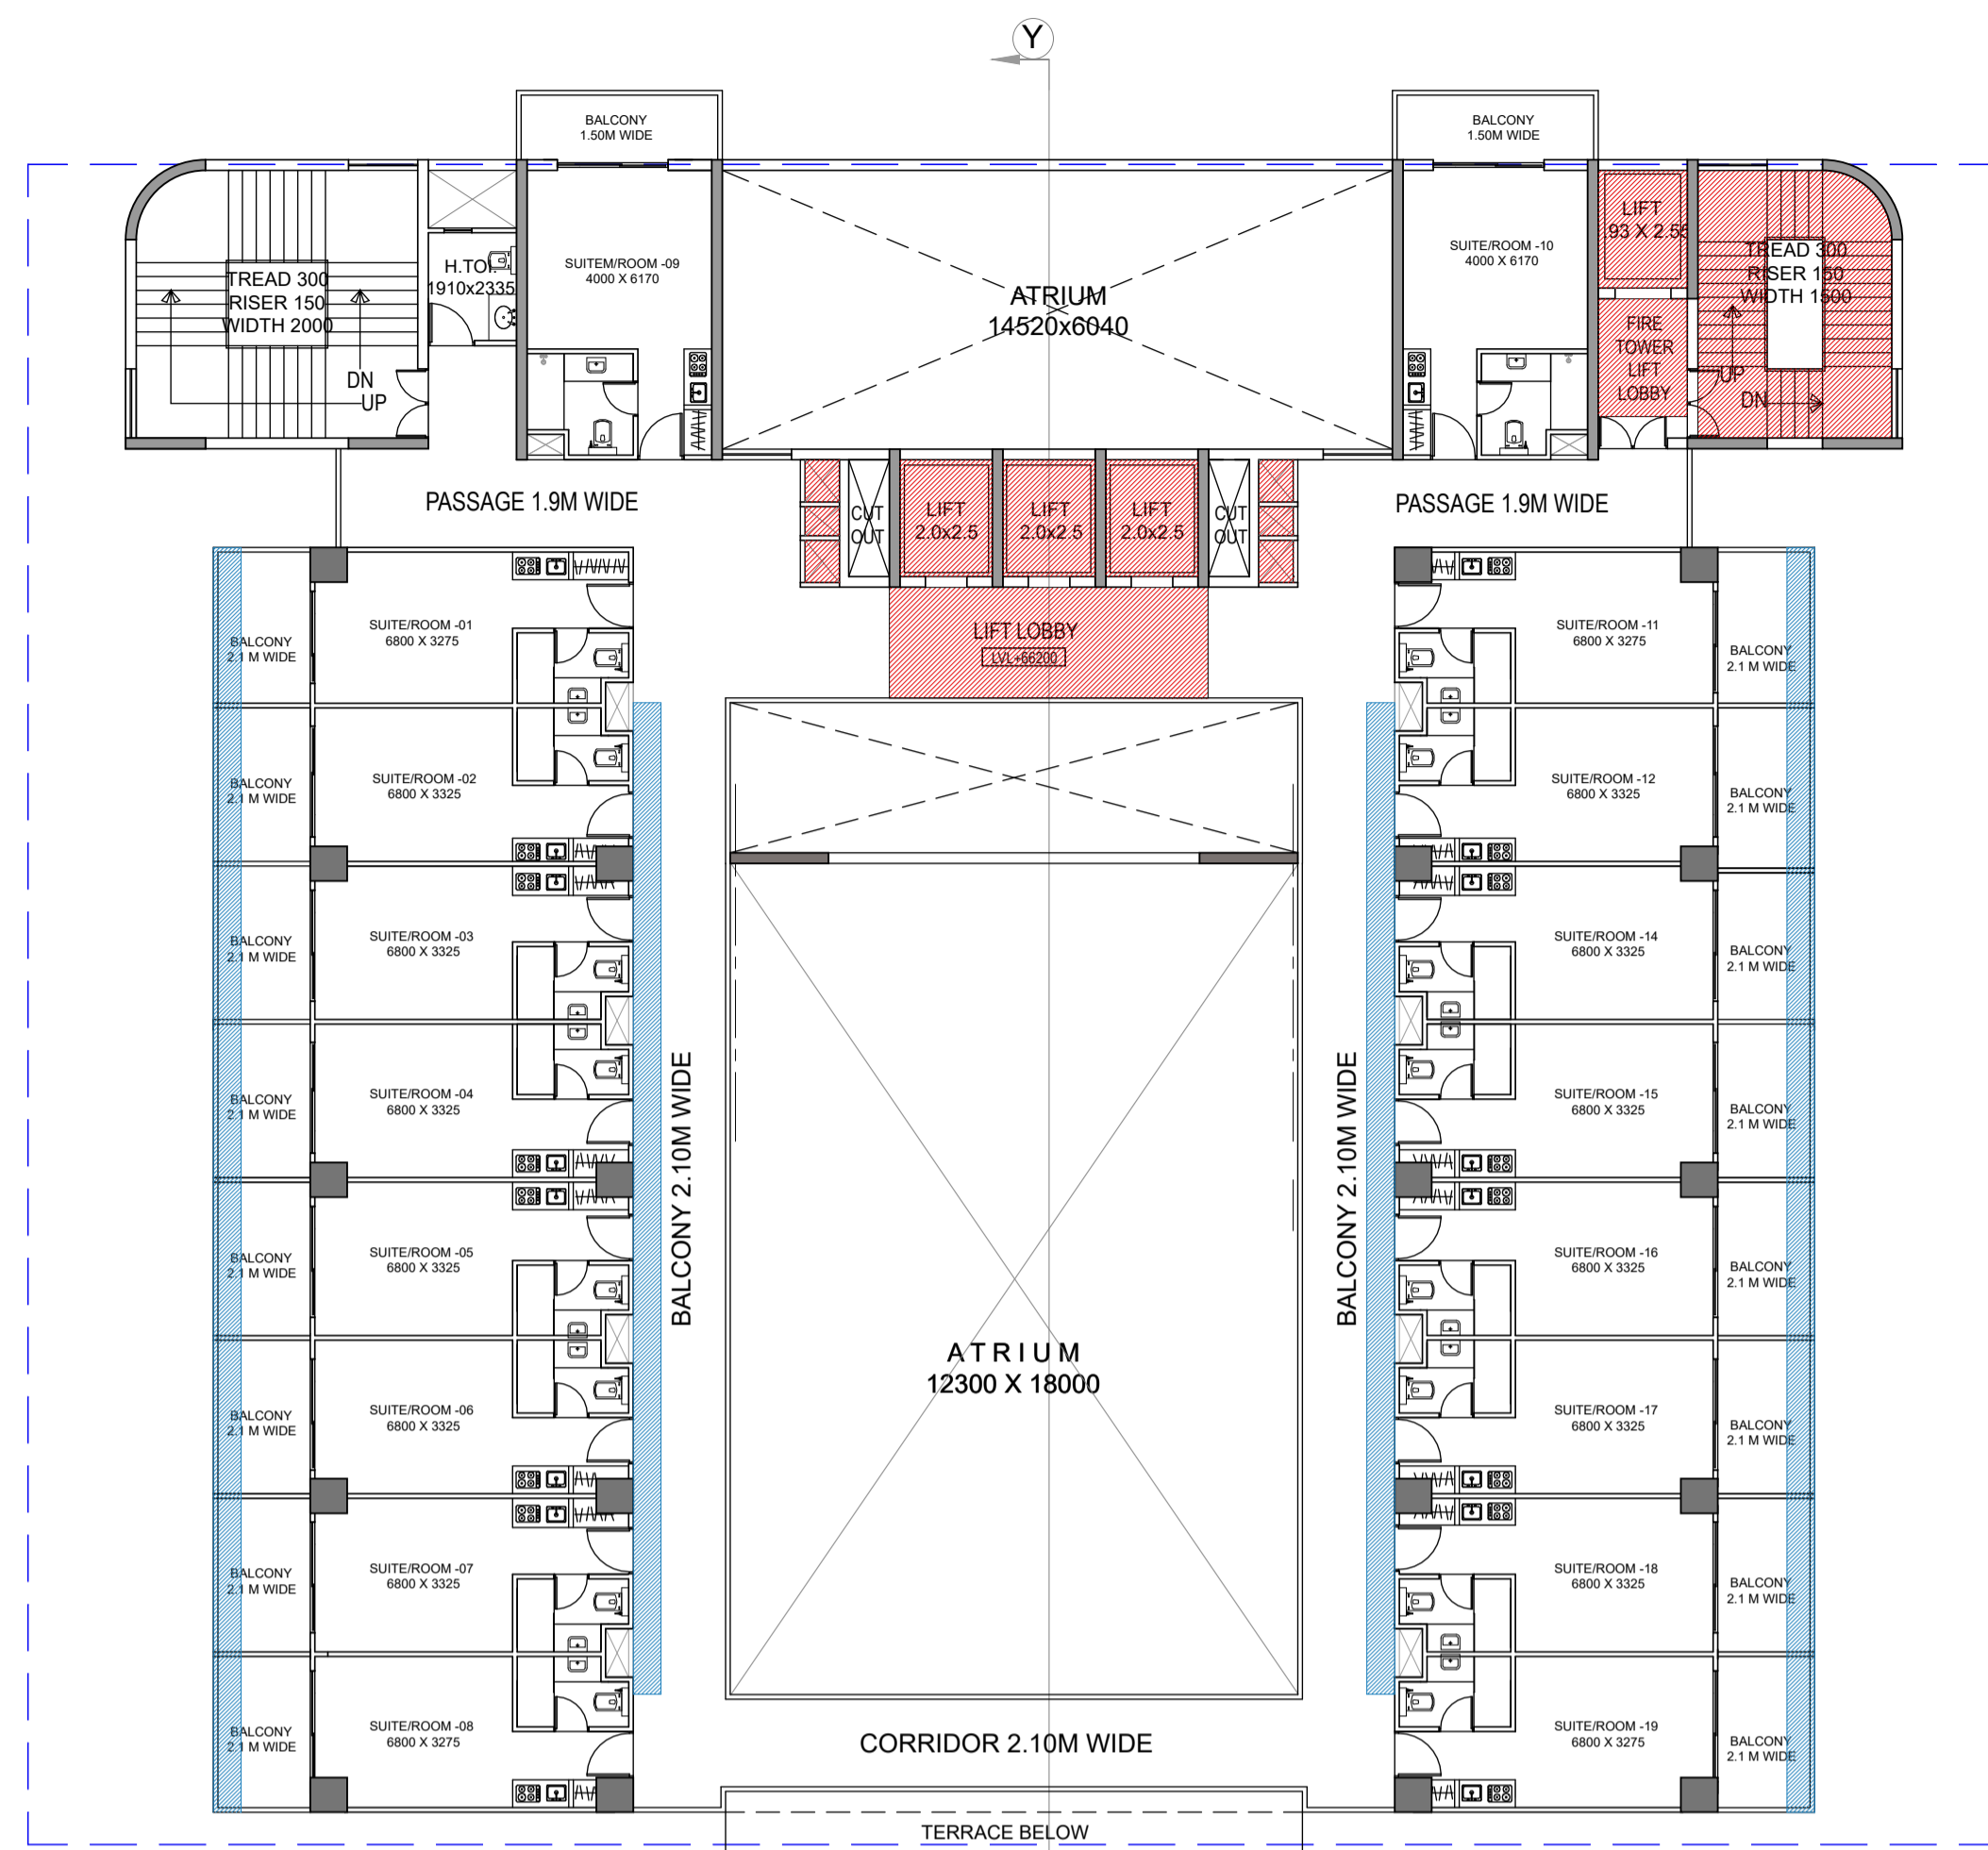 Y
BALCONY
1.50M WIDE
BALCONY
1.50M WIDE
TREAD 300
RISER 150
WIDTH 2000
DN
UP
H.TOI.
1910x2335
SUITEM/ROOM -09
4000 X 6170
ATRIUM
14520x6040
SUITE/ROOM -10
4000 X 6170
LIFT
.93 X 2.55
FIRE
TOWER
LIFT
LOBBY
TREAD 300
RISER 150
WIDTH 1500
UP
DN
PASSAGE 1.9M WIDE
CUT
OUT
LIFT
2.0x2.5
LIFT
2.0x2.5
LIFT
2.0x2.5
CUT
OUT
PASSAGE 1.9M WIDE
LIFT LOBBY
LVL+66200
BALCONY
2.1 M WIDE
SUITE/ROOM -01
6800 X 3275
BALCONY
2.1 M WIDE
SUITE/ROOM -02
6800 X 3325
BALCONY
2.1 M WIDE
SUITE/ROOM -03
6800 X 3325
BALCONY
2.1 M WIDE
SUITE/ROOM -04
6800 X 3325
BALCONY
2.1 M WIDE
SUITE/ROOM -05
6800 X 3325
BALCONY
2.1 M WIDE
SUITE/ROOM -06
6800 X 3325
BALCONY
2.1 M WIDE
SUITE/ROOM -07
6800 X 3325
BALCONY
2.1 M WIDE
SUITE/ROOM -08
6800 X 3275
BALCONY 2.10M WIDE
ATRIUM
12300 X 18000
BALCONY 2.10M WIDE
SUITE/ROOM -11
6800 X 3275
BALCONY
2.1 M WIDE
SUITE/ROOM -12
6800 X 3325
BALCONY
2.1 M WIDE
SUITE/ROOM -14
6800 X 3325
BALCONY
2.1 M WIDE
SUITE/ROOM -15
6800 X 3325
BALCONY
2.1 M WIDE
SUITE/ROOM -16
6800 X 3325
BALCONY
2.1 M WIDE
SUITE/ROOM -17
6800 X 3325
BALCONY
2.1 M WIDE
SUITE/ROOM -18
6800 X 3325
BALCONY
2.1 M WIDE
SUITE/ROOM -19
6800 X 3275
BALCONY
2.1 M WIDE
CORRIDOR 2.10M WIDE
TERRACE BELOW